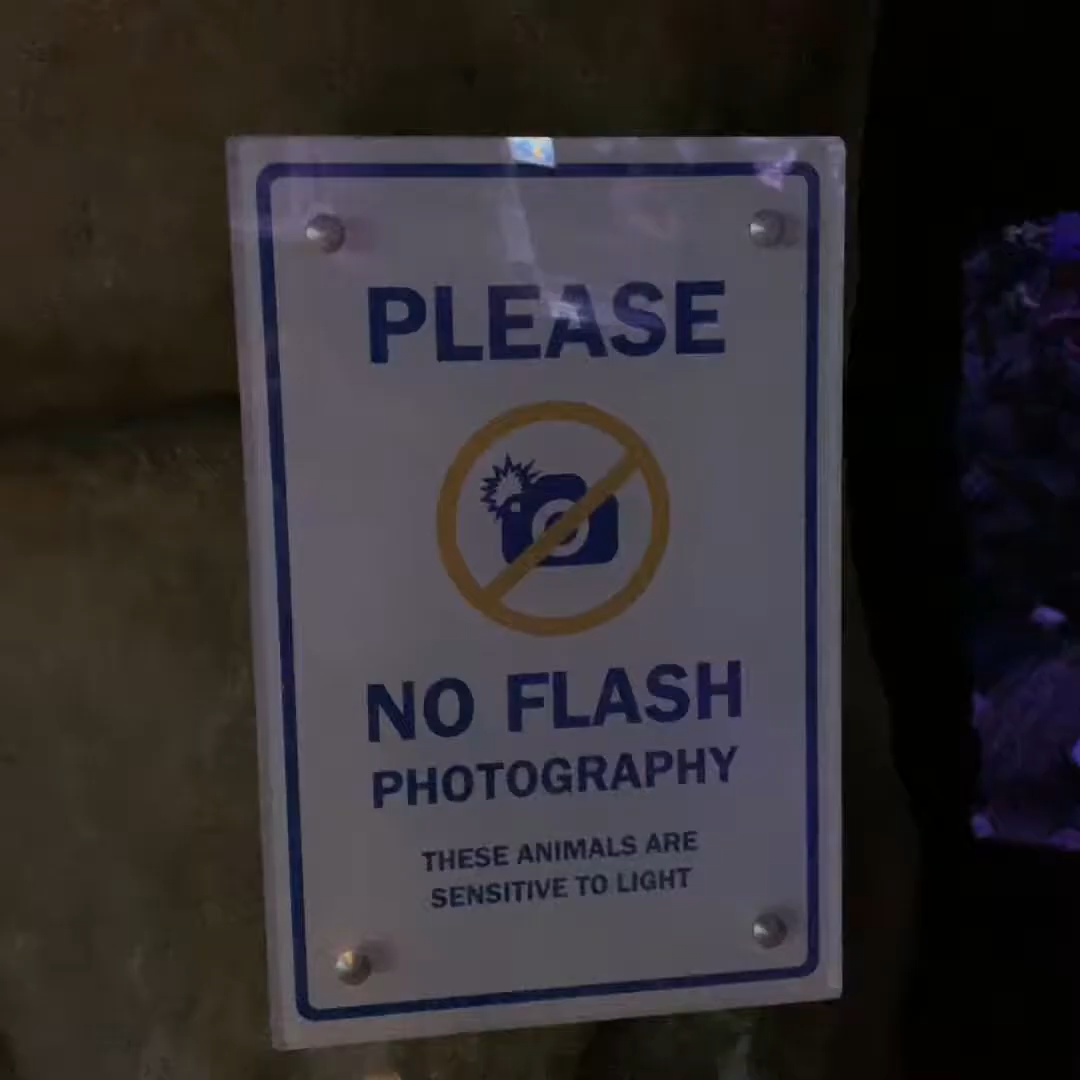 PLEASE
NO FLASH
PHOTOGRAPHY
THESE ANIMALS ARE
SENSITIVE TO LIGHT